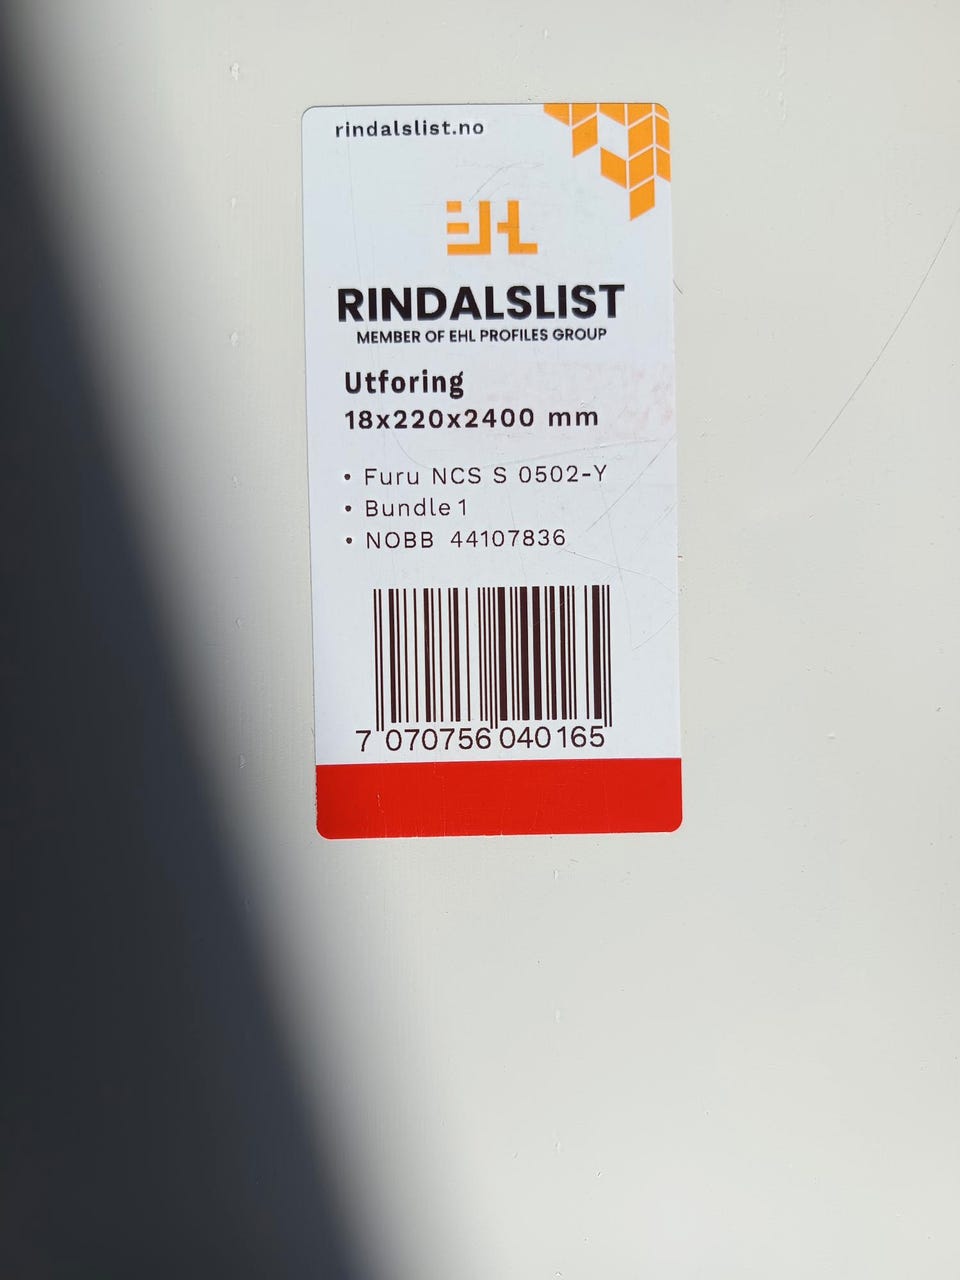 rindalslist.no
EHL
RINDALSLIST
MEMBER OF EHL PROFILES GROUP
Utforing
18x220x2400 mm
• Furu NCS S 0502-Y
• Bundle 1
• NOBB 44107836
7 070756 040165